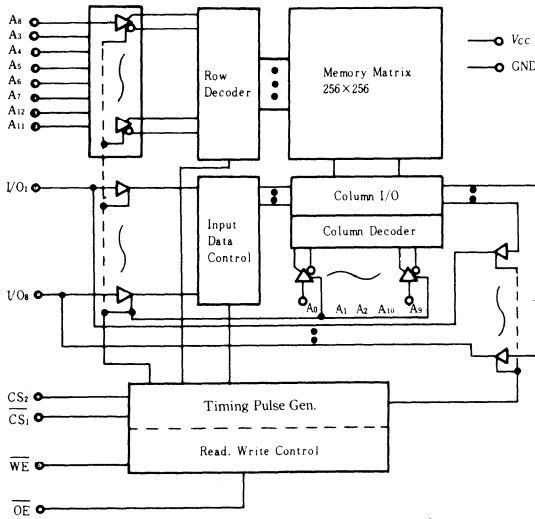 A8
A3
A4
A5
A6
A7
A12
A11
Row
Decoder
Memory Matrix
256×256
Vcc
GND
I/O1
Input
Data
Control
Column I/O
Column Decoder
I/O8
A0 A1 A2 A10 A9
CS2
CS1
WE
OE
Timing Pulse Gen.
Read. Write Control